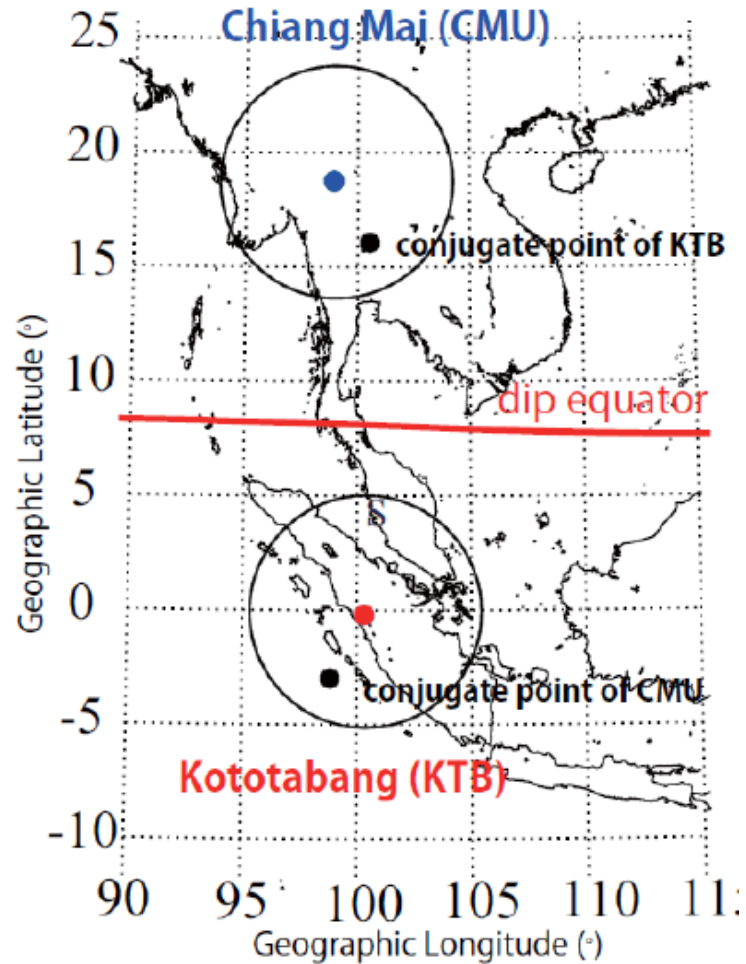 Chiang Mai (CMU)
25
20
conjugate point of KTB
15
10
dip equator
5
S
0
conjugate point of CMU
-5
Kototabang (KTB)
-10
90 95 100 105 110 11
Geographic Longitude (°)
Geographic Latitude (°)